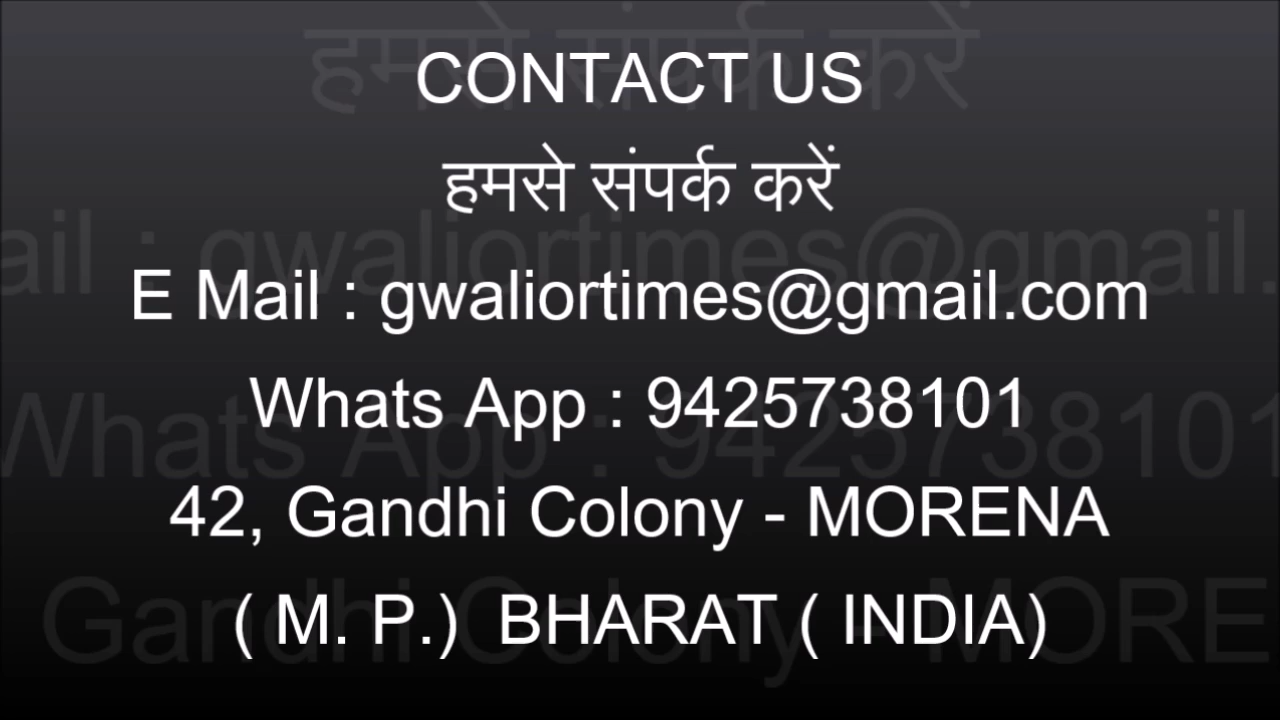 CONTACT US
हमसे संपर्क करें
E Mail : gwaliortimes@gmail.com
Whats App : 9425738101
42, Gandhi Colony - MORENA
( M. P.) BHARAT ( INDIA)